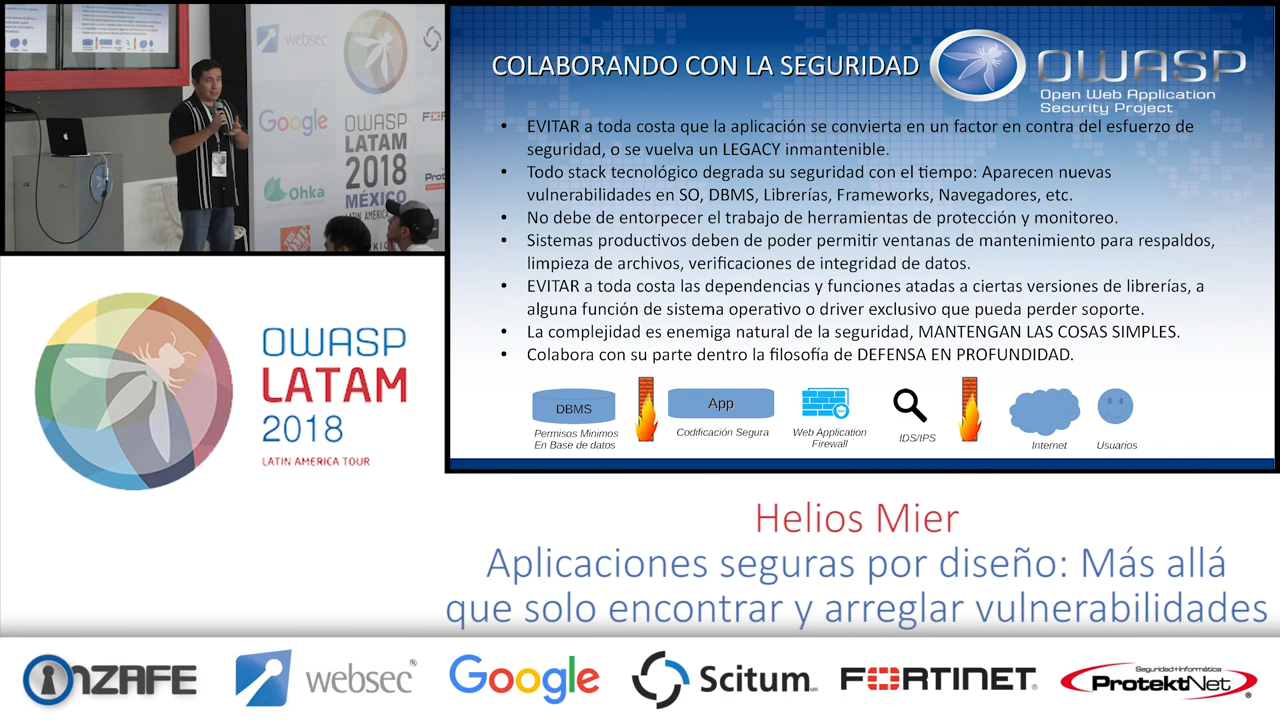 websec
Google
OWASP
LATAM
2018
MÉXICO
LATIN AMERICA
Ohka
COLABORANDO CON LA SEGURIDAD
OWASP
Open Web Application
Security Project
• EVITAR a toda costa que la aplicación se convierta en un factor en contra del esfuerzo de
seguridad, o se vuelva un LEGACY inmantenible.
• Todo stack tecnológico degrada su seguridad con el tiempo: Aparecen nuevas
vulnerabilidades en SO, DBMS, Librerías, Frameworks, Navegadores, etc.
• No debe de entorpecer el trabajo de herramientas de protección y monitoreo.
• Sistemas productivos deben de poder permitir ventanas de mantenimiento para respaldos,
limpieza de archivos, verificaciones de integridad de datos.
• EVITAR a toda costa las dependencias y funciones atadas a ciertas versiones de librerías, a
alguna función de sistema operativo o driver exclusivo que pueda perder soporte.
• La complejidad es enemiga natural de la seguridad, MANTENGAN LAS COSAS SIMPLES.
• Colabora con su parte dentro la filosofía de DEFENSA EN PROFUNDIDAD.
DBMS
App
Permisos Minimos
En Base de datos
Codificación Segura
Web Application
Firewall
IDS/IPS
Internet
Usuarios
OWASP
LATAM
2018
LATIN AMERICA TOUR
Helios Mier
Aplicaciones seguras por diseño: Más allá
que solo encontrar y arreglar vulnerabilidades
ONZAFE
websec®
Google
Scitum MR
FORTINET®
Seguridad+Informática
ProtektNet®